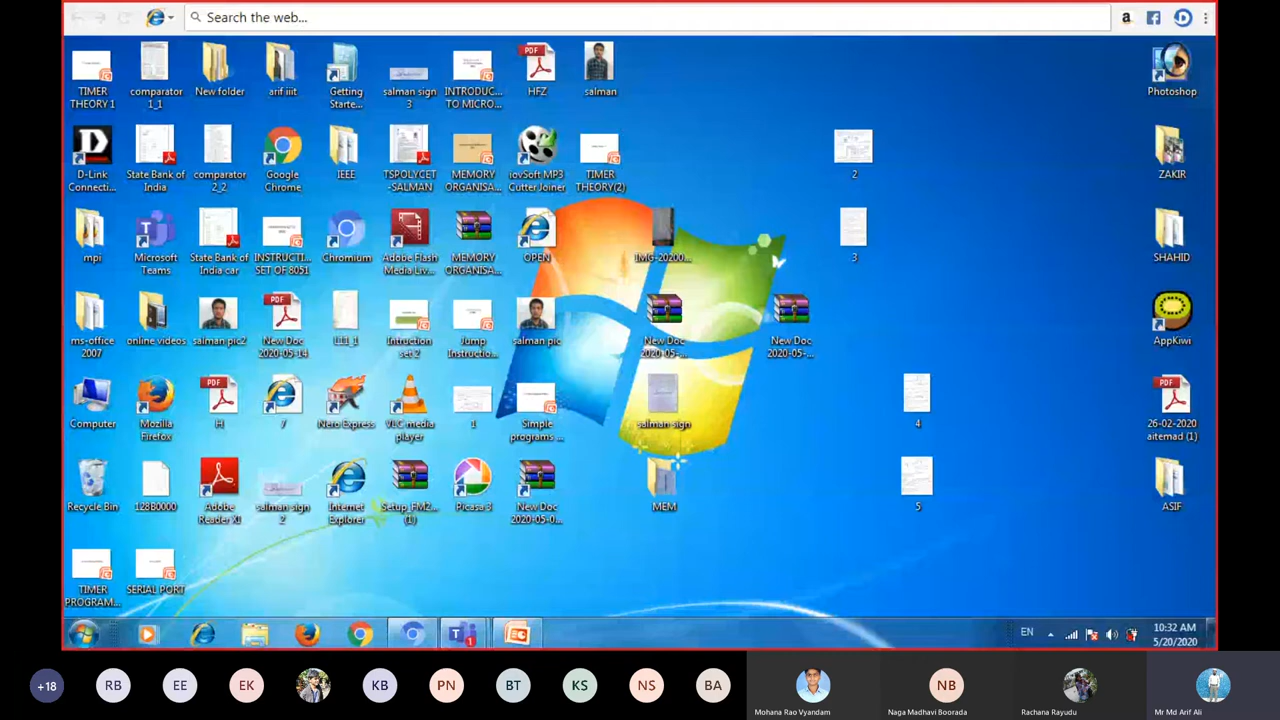 Search the web...
TIMER
THEORY 1
comparator
1_1
New folder
arif iiit
Getting
Starte...
salman sign
3
INTRODUC...
TO MICRO...
HFZ
salman
Photoshop
D-Link
Connecti...
State Bank of
India
comparator
2_2
Google
Chrome
IEEE
TSPOLYCET
-SALMAN
MEMORY
ORGANISA...
iovSoft MP3
Cutter Joiner
TIMER
THEORY(2)
2
ZAKIR
mpi
Microsoft
Teams
State Bank of
India car
INSTRUCTI...
SET OF 8051
Chromium
Adobe Flash
Media Liv...
MEMORY
ORGANISA...
OPEN
IMG-20200...
3
SHAHID
ms-office
2007
online videos
salman pic2
New Doc
2020-05-14
L11_1
Intruction
set 2
Jump
Instructio...
salman pic
New Doc
2020-05-...
New Doc
2020-05-...
AppKiwi
Computer
Mozilla
Firefox
H
7
Nero Express
VLC media
player
1
Simple
programs ...
salman sign
4
26-02-2020
aitemad (1)
Recycle Bin
128B0000
Adobe
Reader XI
salman sign
2
Internet
Explorer
Setup_FM2...
(1)
Picasa 3
New Doc
2020-05-0...
MEM
5
ASIF
TIMER
PROGRAM...
SERIAL PORT
EN
10:32 AM
5/20/2020
+18
RB
EE
EK
KB
PN
BT
KS
NS
BA
NB
Mohana Rao Vyandam
Naga Madhavi Boorada
Rachana Rayudu
Mr Md Arif Ali